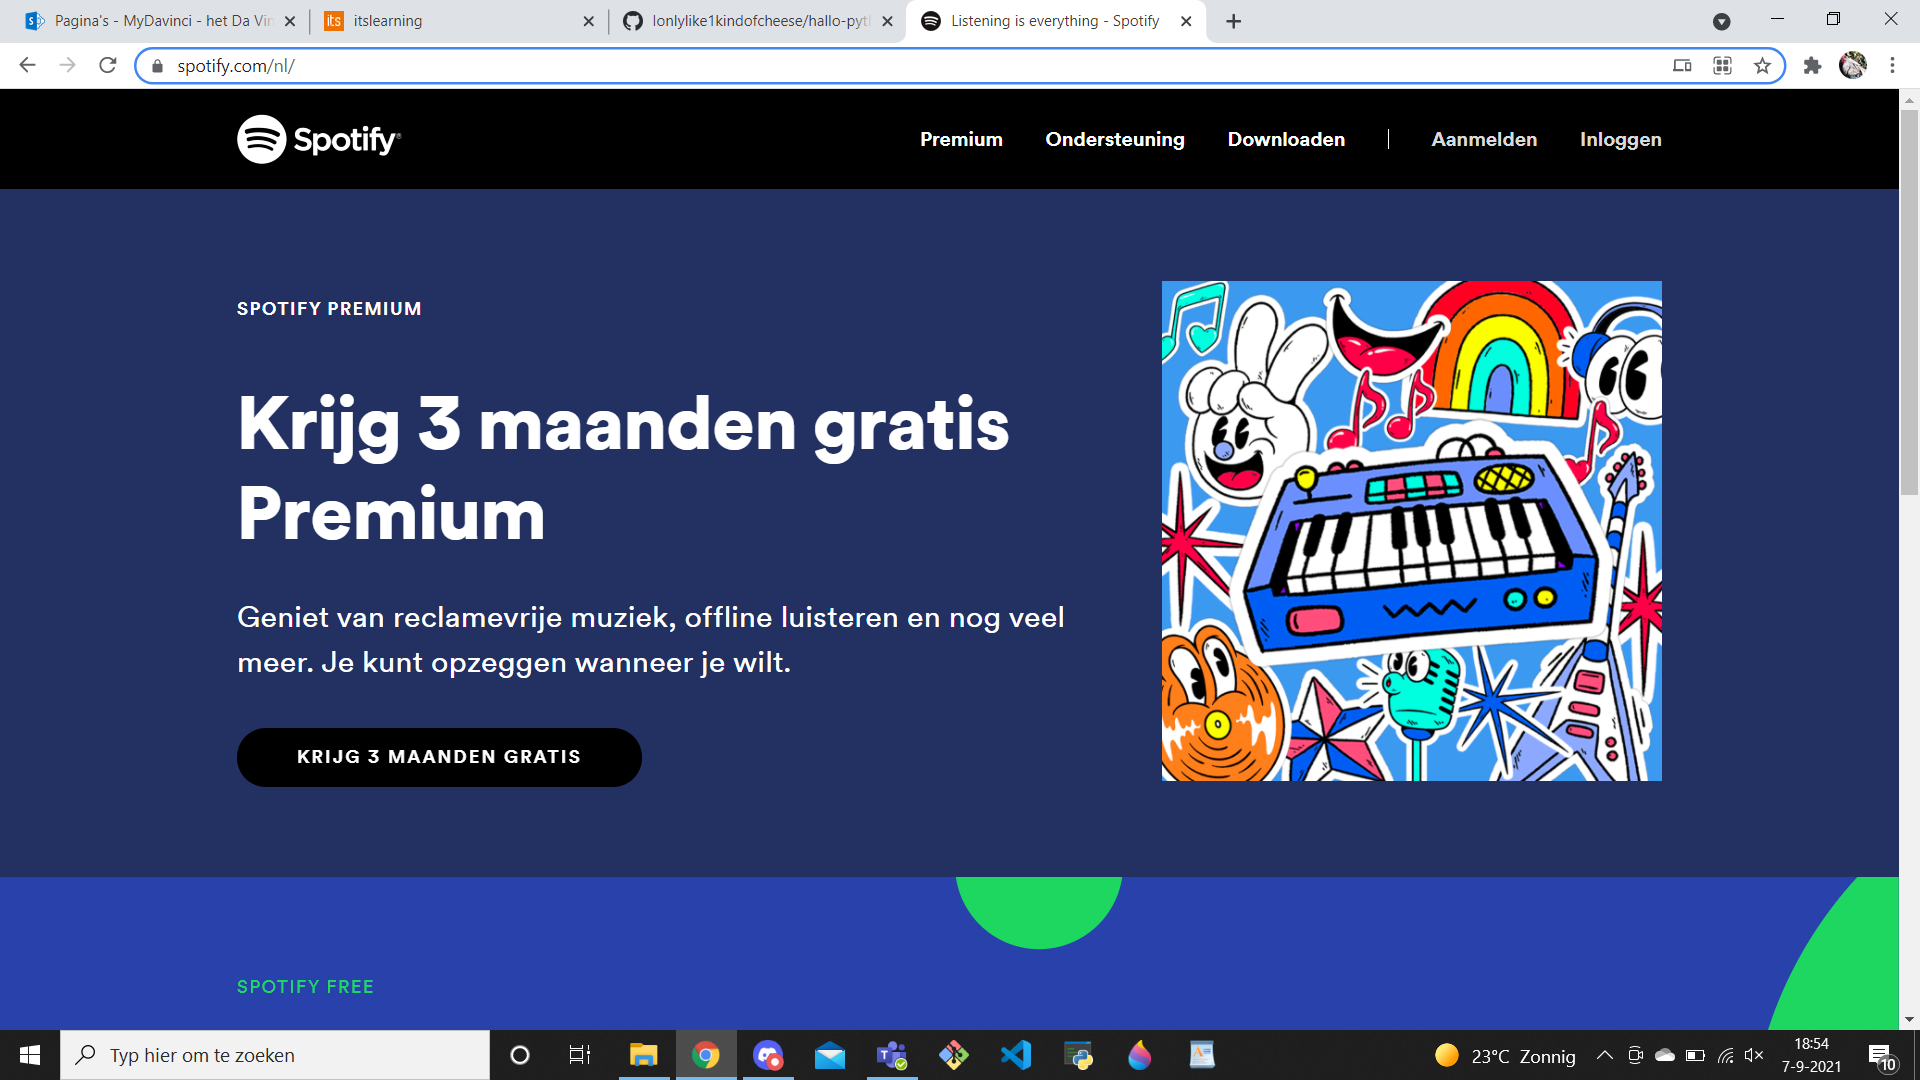 Pagina's - MyDavinci - het Da Vin
itslearning
lonlylike1kindofcheese/hallo-pyt
Listening is everything - Spotify
spotify.com/nl/
Spotify
Premium
Ondersteuning
Downloaden
Aanmelden
Inloggen
SPOTIFY PREMIUM
Krijg 3 maanden gratis
Premium
Geniet van reclamevrije muziek, offline luisteren en nog veel
meer. Je kunt opzeggen wanneer je wilt.
KRIJG 3 MAANDEN GRATIS
SPOTIFY FREE
Typ hier om te zoeken
23°C Zonnig
18:54
7-9-2021
10